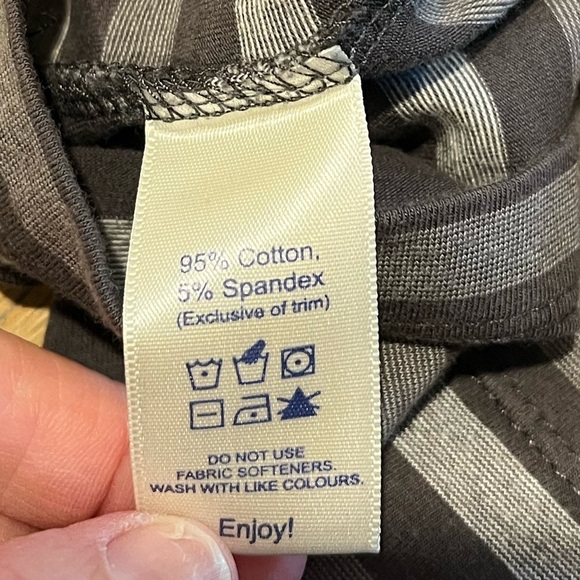 95% Cotton,
5% Spandex
(Exclusive of trim)
DO NOT USE
FABRIC SOFTENERS.
WASH WITH LIKE COLOURS.
Enjoy!